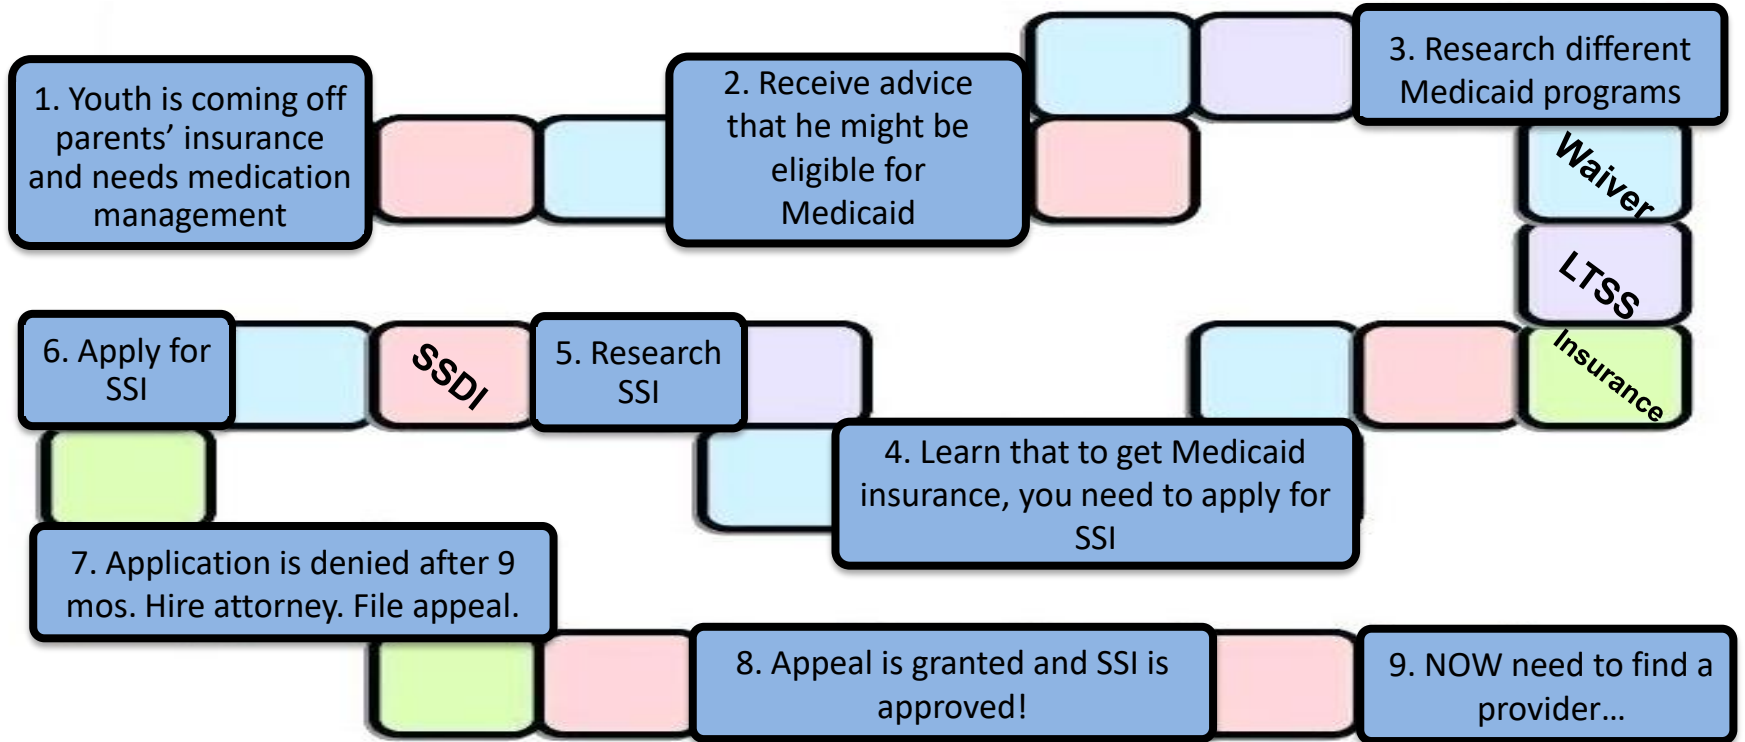 1. Youth is coming off
parents’ insurance
and needs medication
management
2. Receive advice
that he might be
eligible for
Medicaid
3. Research different
Medicaid programs
Waiver
LTSS
Insurance
4. Learn that to get Medicaid
insurance, you need to apply for
SSI
5. Research
SSI
SSDI
6. Apply for
SSI
7. Application is denied after 9
mos. Hire attorney. File appeal.
8. Appeal is granted and SSI is
approved!
9. NOW need to find a
provider…